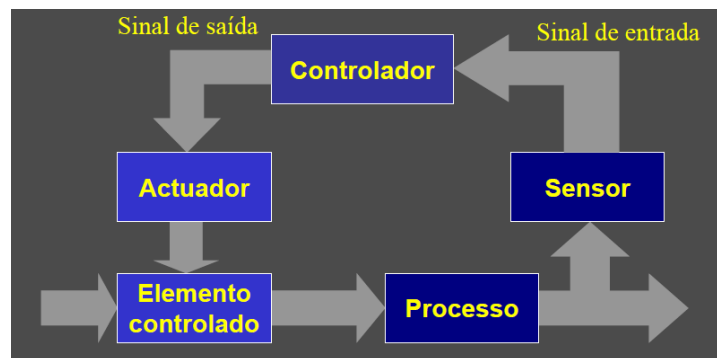 Sinal de saída
Sinal de entrada
Controlador
Actuador
Sensor
Elemento
controlado
Processo